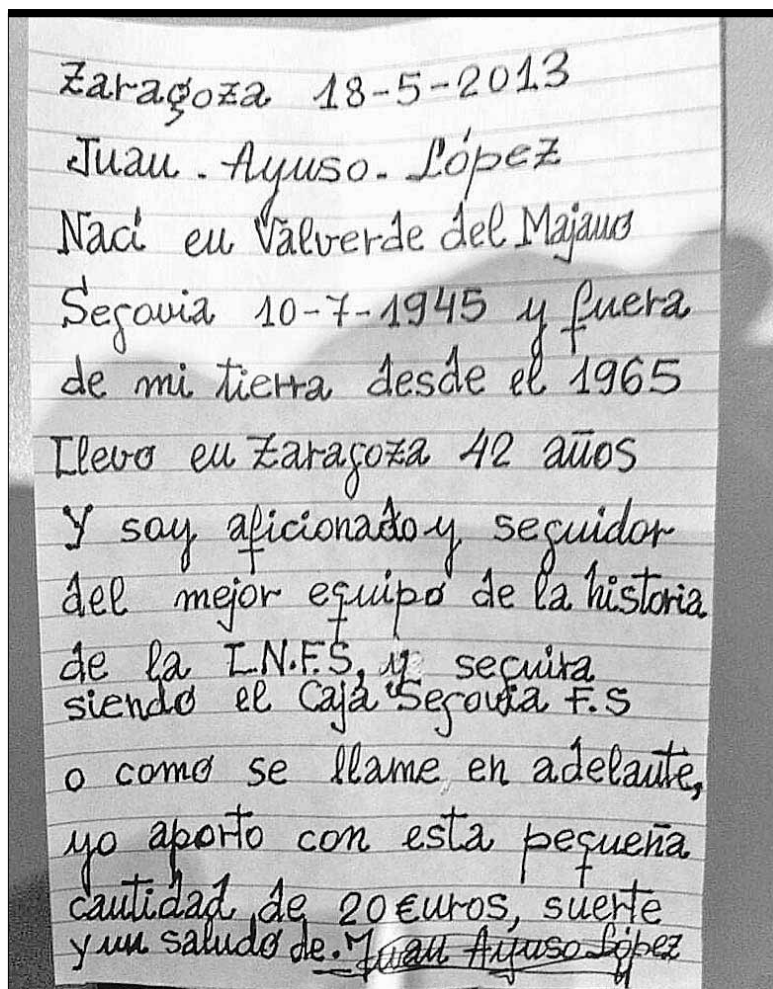 Zaragoza 18-5-2013
Juan. Ayuso. López
Nací en Valverde del Majano
Segovia 10-7-1945 y fuera
de mi tierra desde el 1965
Llevo en Zaragoza 42 años
Y soy aficionado y seguidor
del mejor equipo de la historia
de la L.N.F.S, y seguira
siendo el Caja Segovia F.S
o como se llame en adelante,
yo aporto con esta pequeña
cantidad de 20 €uros, suerte
y un saludo de. Juan Ayuso López